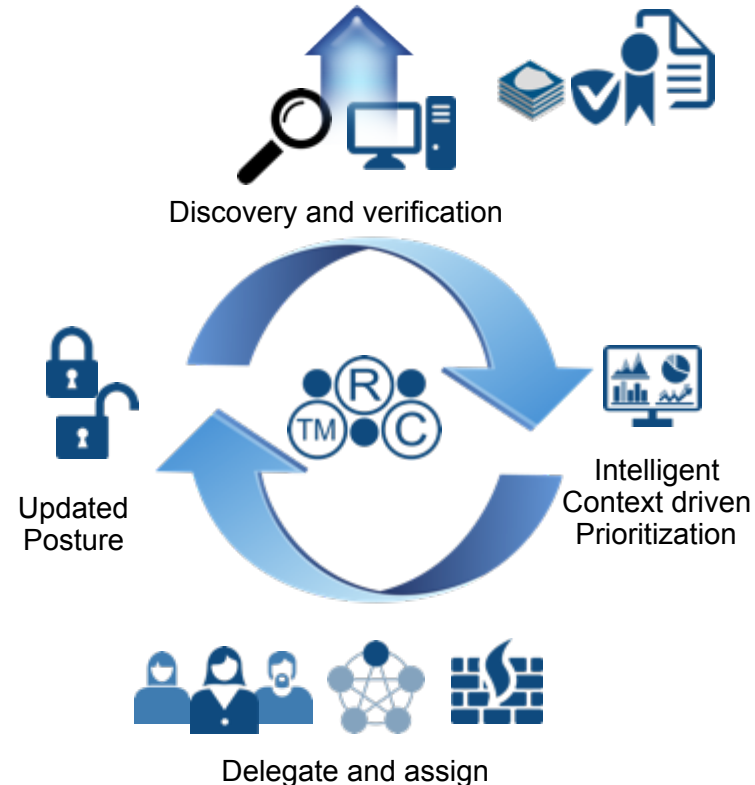 Discovery and verification
R
TM
C
Intelligent
Context driven
Prioritization
Updated
Posture
Delegate and assign